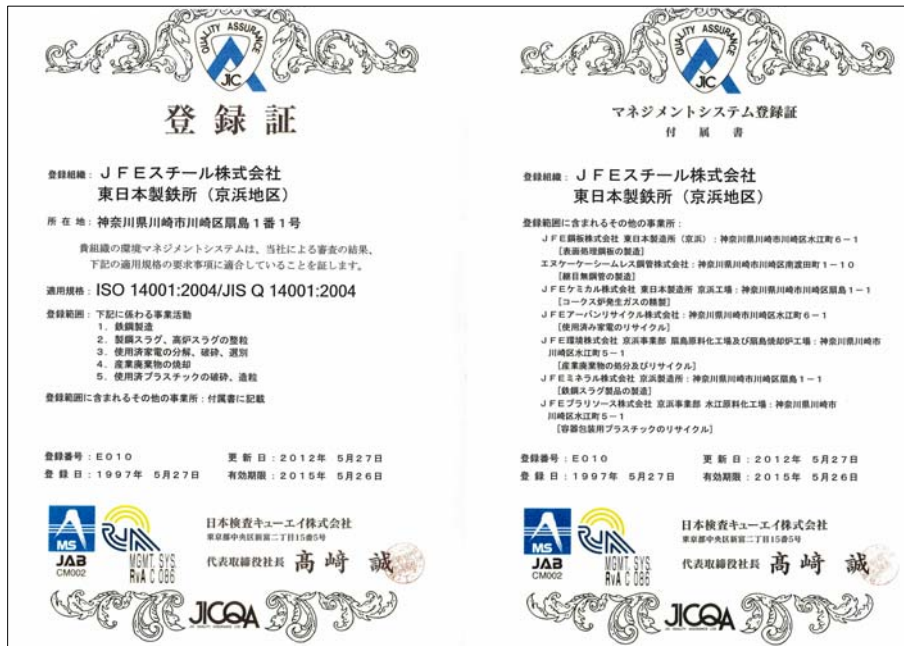 QUALITY ASSURANCE
JIC
登録証
登録組織：ＪＦＥスチール株式会社
東日本製鉄所（京浜地区）
所在地：神奈川県川崎市川崎区扇島１番１号
貴組織の環境マネジメントシステムは、当社による審査の結果、
下記の適用規格の要求事項に適合していることを証します。
適用規格：ISO 14001:2004/JIS Q 14001:2004
登録範囲：下記に係わる事業活動
１．鉄鋼製造
２．製鋼スラグ、高炉スラグの整粒
３．使用済家電の分解、破砕、選別
４．産業廃棄物の焼却
５．使用済プラスチックの破砕、造粒
登録範囲に含まれるその他の事業所：付属書に記載
登録番号：Ｅ０１０
更新日：２０１２年 ５月２７日
登録日：１９９７年 ５月２７日
有効期限：２０１５年 ５月２６日
MS
JAB
CM002
RvA
MGMT. SYS.
RvA C 086
日本検査キューエイ株式会社
東京都中央区新富二丁目15番5号
代表取締役社長 髙﨑 誠
JICQA
QUALITY ASSURANCE
JIC
マネジメントシステム登録証
付属書
登録組織：ＪＦＥスチール株式会社
東日本製鉄所（京浜地区）
登録範囲に含まれるその他の事業所：
ＪＦＥ鋼板株式会社 東日本製造所（京浜）：神奈川県川崎市川崎区水江町６－１
［表面処理鋼板の製造］
エヌケーケーシームレス鋼管株式会社：神奈川県川崎市川崎区南渡田町１－１０
［継目無鋼管の製造］
ＪＦＥケミカル株式会社 東日本製造所 京浜工場：神奈川県川崎市川崎区扇島１－１
［コークス炉発生ガスの精製］
ＪＦＥアーバンリサイクル株式会社：神奈川県川崎市川崎区水江町６－１
［使用済み家電のリサイクル］
ＪＦＥ環境株式会社 京浜事業部 扇島原料化工場及び扇島焼却炉工場：神奈川県川崎市
川崎区水江町５－１
［産業廃棄物の処分及びリサイクル］
ＪＦＥミネラル株式会社 京浜製造所：神奈川県川崎市川崎区扇島１－１
［鉄鋼スラグ製品の製造］
ＪＦＥプラリソース株式会社 京浜事業部 水江原料化工場：神奈川県川崎市
川崎区水江町５－１
［容器包装用プラスチックのリサイクル］
登録番号：Ｅ０１０
更新日：２０１２年 ５月２７日
登録日：１９９７年 ５月２７日
有効期限：２０１５年 ５月２６日
MS
JAB
CM002
RvA
MGMT. SYS.
RvA C 086
日本検査キューエイ株式会社
東京都中央区新富二丁目15番5号
代表取締役社長 髙﨑 誠
JICQA